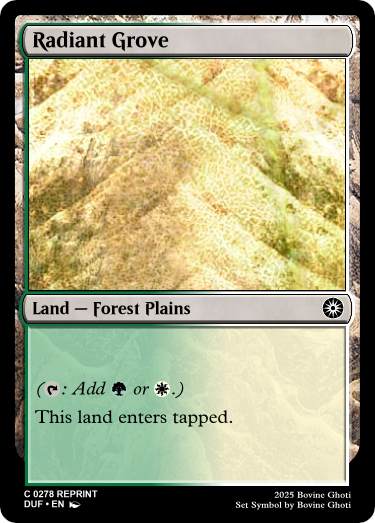 Radiant Grove
Land — Forest Plains
(: Add or .)
This land enters tapped.
C 0278 REPRINT
DUF • EN
2025 Bovine Ghoti
Set Symbol by Bovine Ghoti